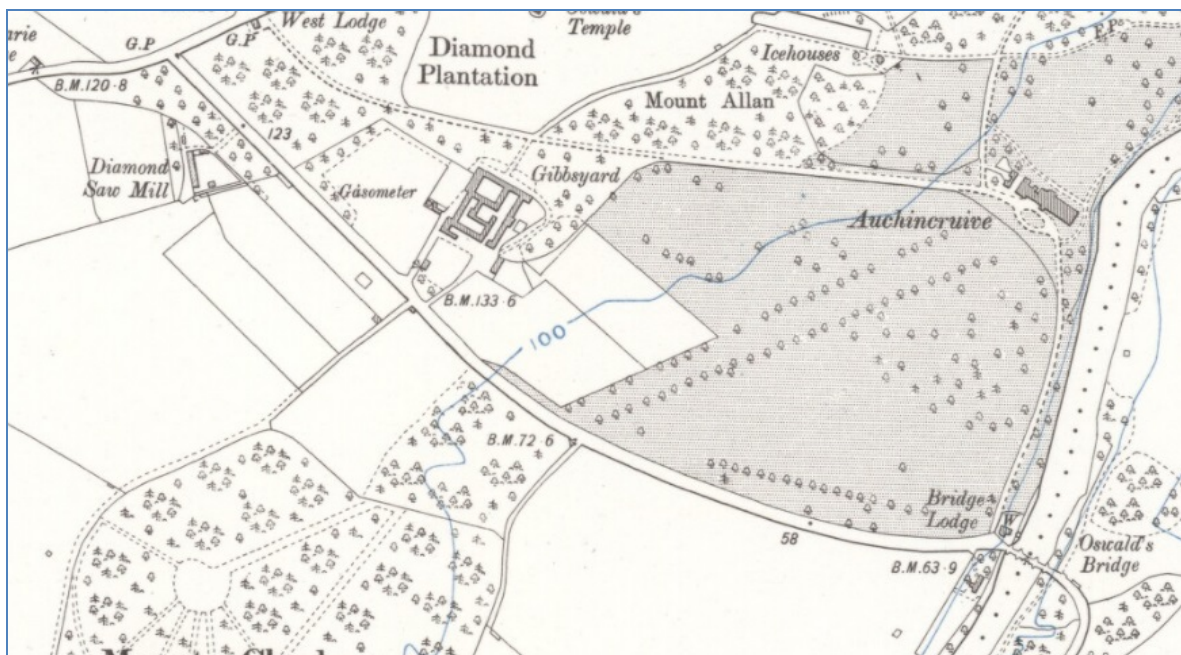 West Lodge
G.P
G.P
B.M.120·8
Diamond
Plantation
Temple
Icehouses
F.P.
Mount Allan
123
Diamond
Saw Mill
Gasometer
Gibbsyard
Auchincruive
B.M.133·6
100
B.M.72·6
Bridge
Lodge
W
58
B.M.63·9
Oswald's
Bridge